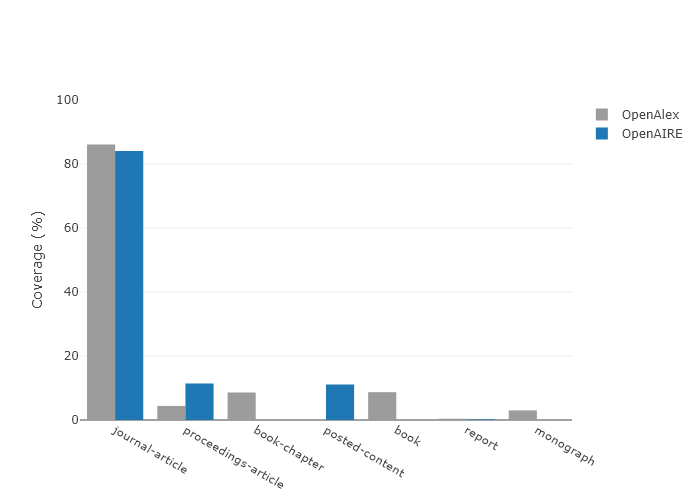 100
80
60
40
20
0
Coverage (%)
journal-article
proceedings-article
book-chapter
posted-content
book
report
monograph
OpenAlex
OpenAIRE